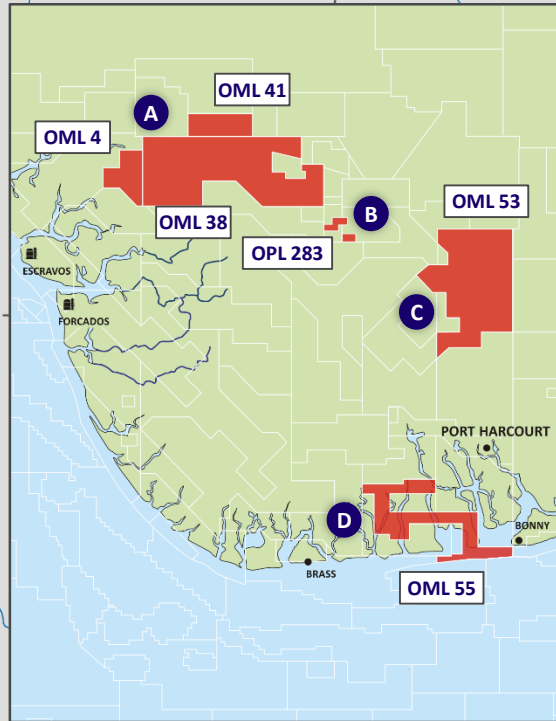 OML 41
A
OML 4
OML 38
B
OML 53
OPL 283
ESCRAVOS
FORCADOS
C
PORT HARCOURT
D
BONNY
BRASS
OML 55